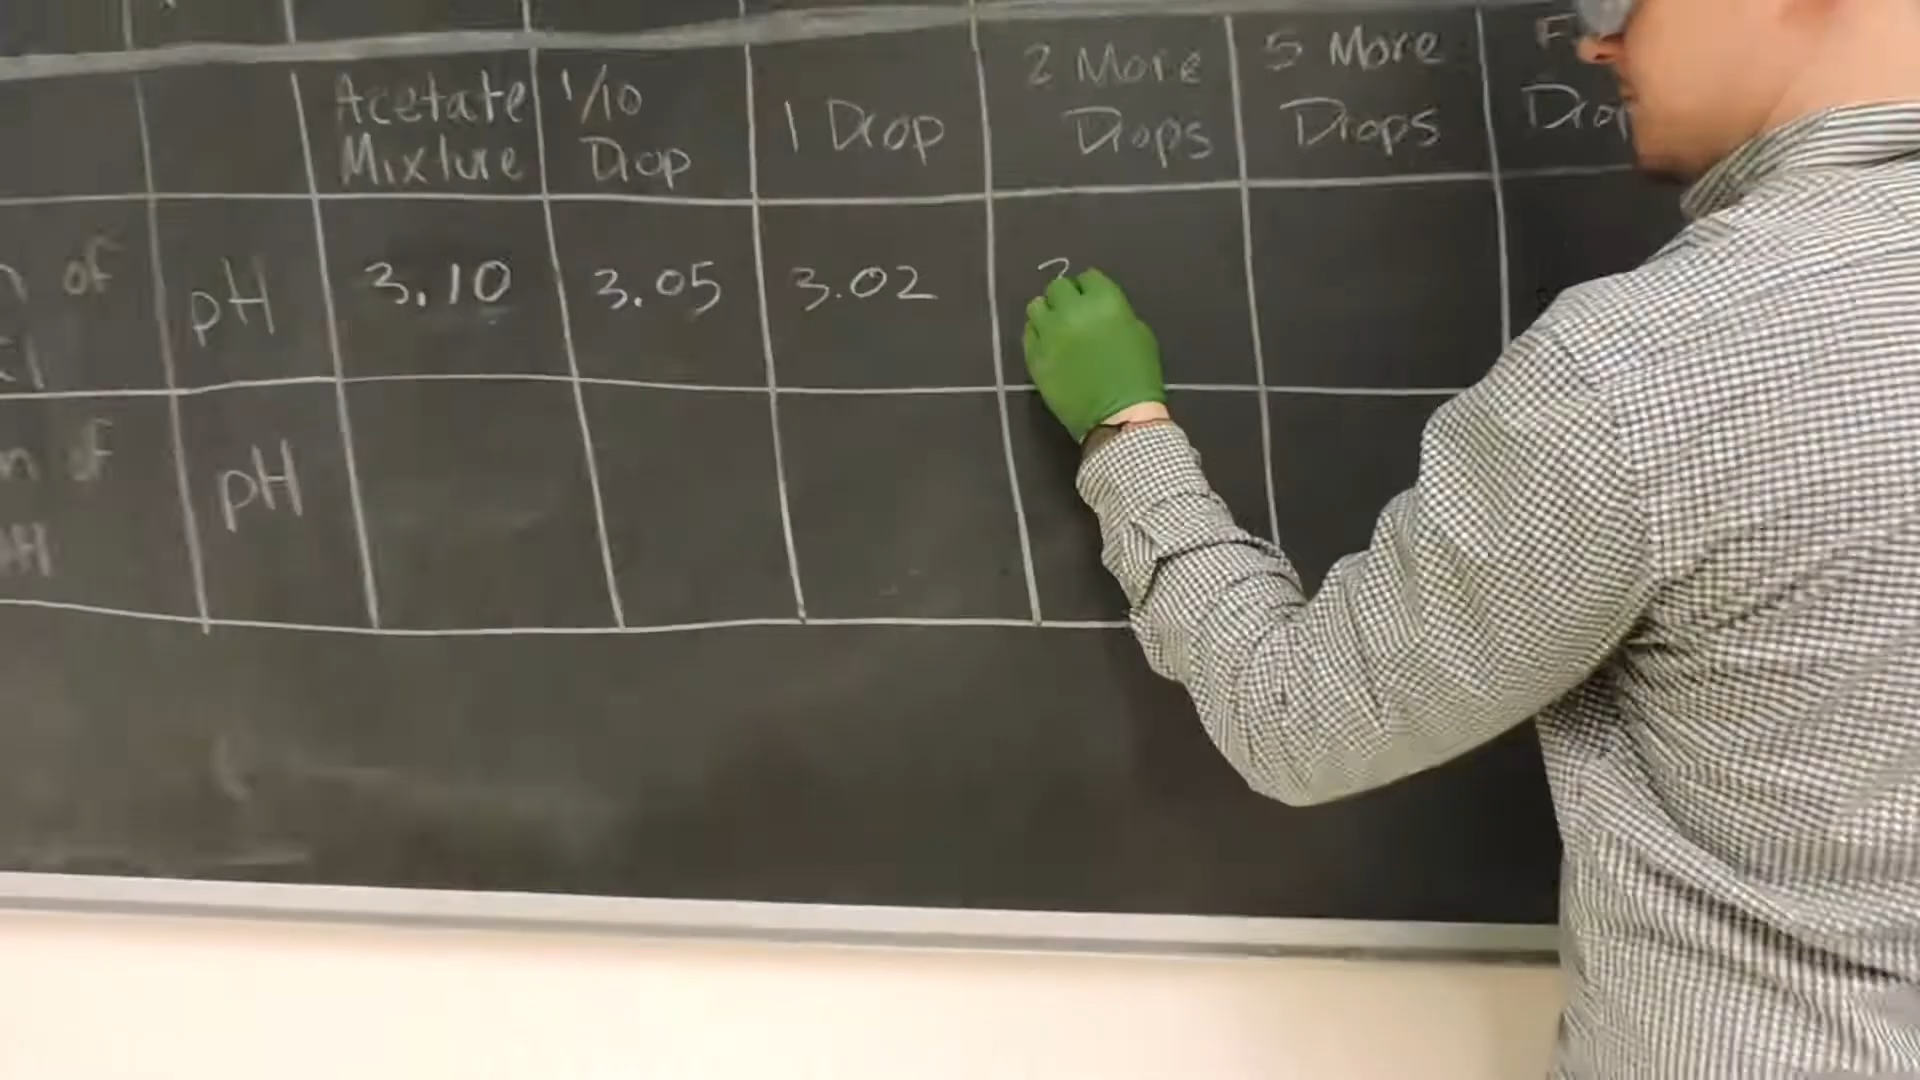 Acetate
Mixture
1/10
Drop
1 Drop
2 More
Drops
5 More
Drops
of
pH
3.10
3.05
3.02
of
pH